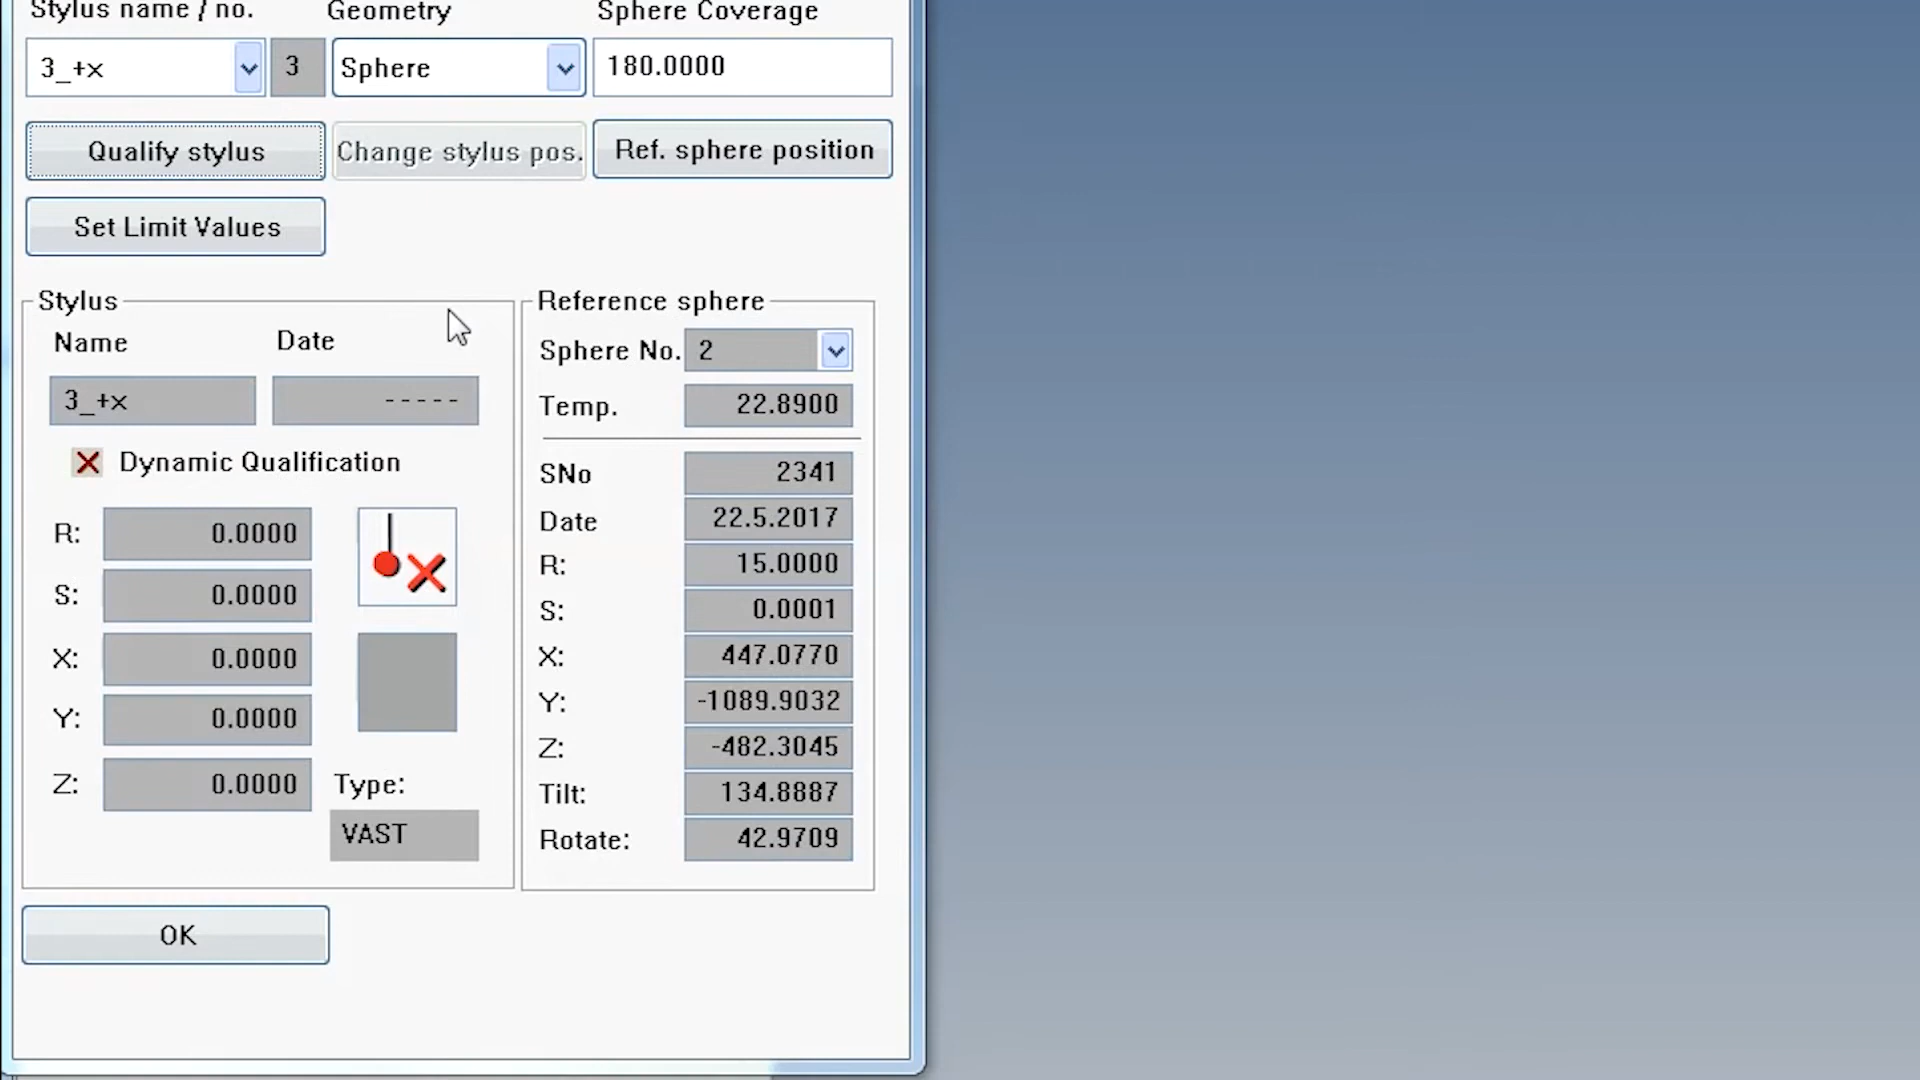 Stylus name / no. Geometry Sphere Coverage
3_+x 3 Sphere 180.0000
Qualify stylus Change stylus pos. Ref. sphere position
Set Limit Values
Stylus
Name Date
3_+x -----
Dynamic Qualification
R: 0.0000
S: 0.0000
X: 0.0000
Y: 0.0000
Z: 0.0000
Type:
VAST
Reference sphere
Sphere No. 2
Temp. 22.8900
SNo 2341
Date 22.5.2017
R: 15.0000
S: 0.0001
X: 447.0770
Y: -1089.9032
Z: -482.3045
Tilt: 134.8887
Rotate: 42.9709
OK